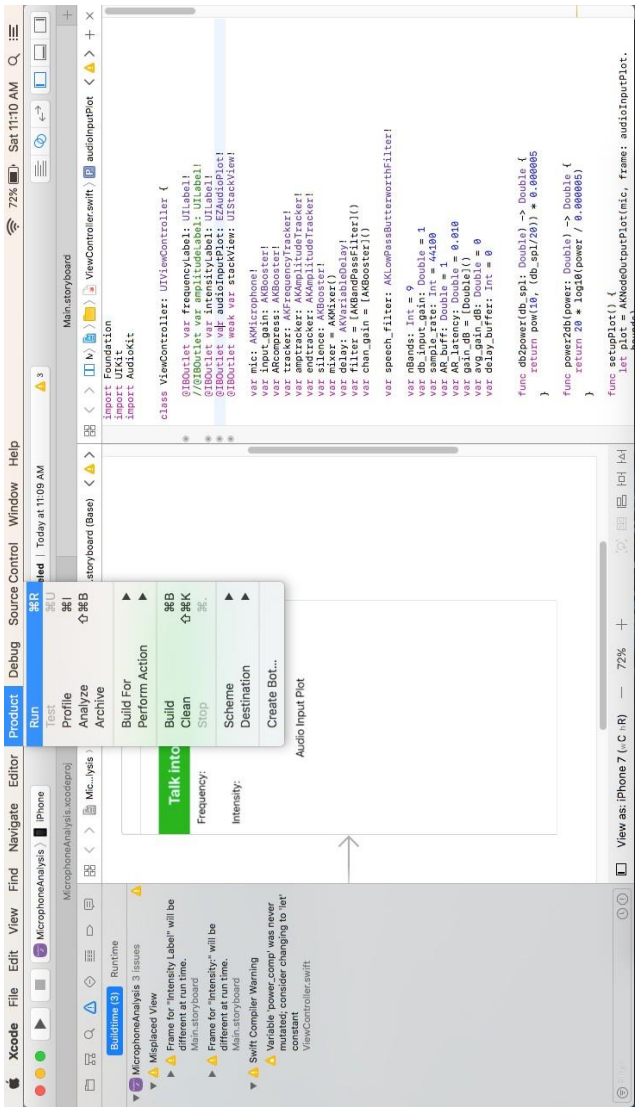 Xcode File Edit View Find Navigate Editor Product Debug Source Control Window Help 72% Sat 11:10 AM
MicrophoneAnalysis iPhone
Today at 11:09 AM
3
MicrophoneAnalysis.xcodeproj
Main.storyboard
Run ⌘R
Test ⌘U
Profile ⌘I
Analyze ⇧⌘B
Archive
Build For
Perform Action
Build ⌘B
Clean ⇧⌘K
Stop ⌘.
Scheme
Destination
Create Bot...
Buildtime (3) Runtime
MicrophoneAnalysis 3 issues
Misplaced View
Frame for "Intensity Label" will be
different at run time.
Main.storyboard
Frame for "Intensity:" will be
different at run time.
Main.storyboard
Swift Compiler Warning
Variable 'power_comp' was never
mutated; consider changing to 'let'
constant
ViewController.swift
Mic...lysis
.storyboard (Base)
Talk into
Frequency:
Intensity:
Audio Input Plot
View as: iPhone 7 (wC hR) — 72% +
ViewController.swift P audioInputPlot
import Foundation
import UIKit
import AudioKit
class ViewController: UIViewController {
@IBOutlet var frequencyLabel: UILabel!
//@IBOutlet var amplitudeLabel: UILabel!
@IBOutlet var intensityLabel: UILabel!
@IBOutlet var audioInputPlot: EZAudioPlot!
@IBOutlet weak var stackView: UIStackView!
var mic: AKMicrophone!
var input_gain: AKBooster!
var ARcompress: AKBooster!
var tracker: AKFrequencyTracker!
var amptracker: AKAmplitudeTracker!
var endtracker: AKAmplitudeTracker!
var silence: AKBooster!
var mixer = AKMixer()
var delay: AKVariableDelay!
var filter = [AKBandPassFilter]()
var chan_gain = [AKBooster]()
var speech_filter: AKLowPassButterworthFilter!
var nBands: Int = 9
var db_input_gain: Double = 1
var sample_rate: Int = 44100
var AR_buff: Double = 1
var AR_latency: Double = 0.010
var gain_dB = [Double]()
var avg_gain_dB: Double = 0
var delay_buffer: Int = 0
func db2power(db_spl: Double) -> Double {
return pow(10, (db_spl/20)) * 0.000005
}
func power2db(power: Double) -> Double {
return 20 * log10(power / 0.000005)
}
func setupPlot() {
let plot = AKNodeOutputPlot(mic, frame: audioInputPlot.